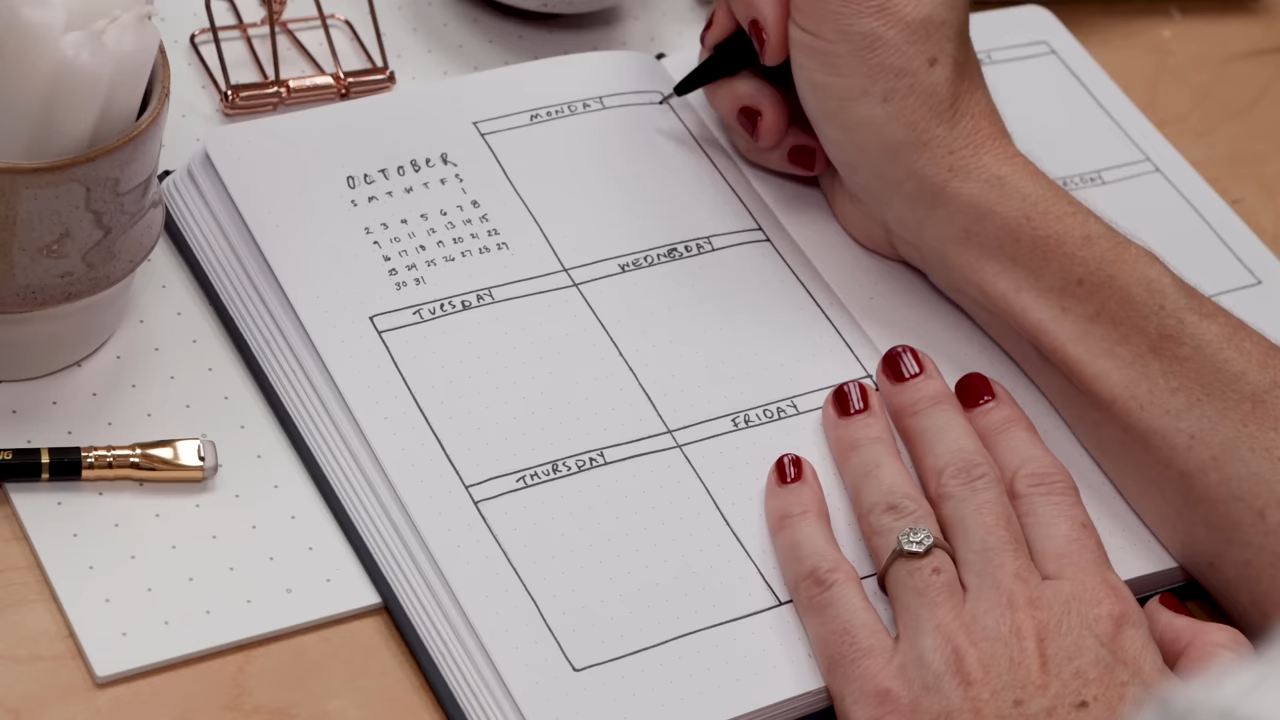 MONDAY
OCTOBER
S M T W T F S
1
2 3 4 5 6 7 8
9 10 11 12 13 14 15
16 17 18 19 20 21 22
23 24 25 26 27 28 29
30 31
WEDNESDAY
TUESDAY
FRIDAY
THURSDAY